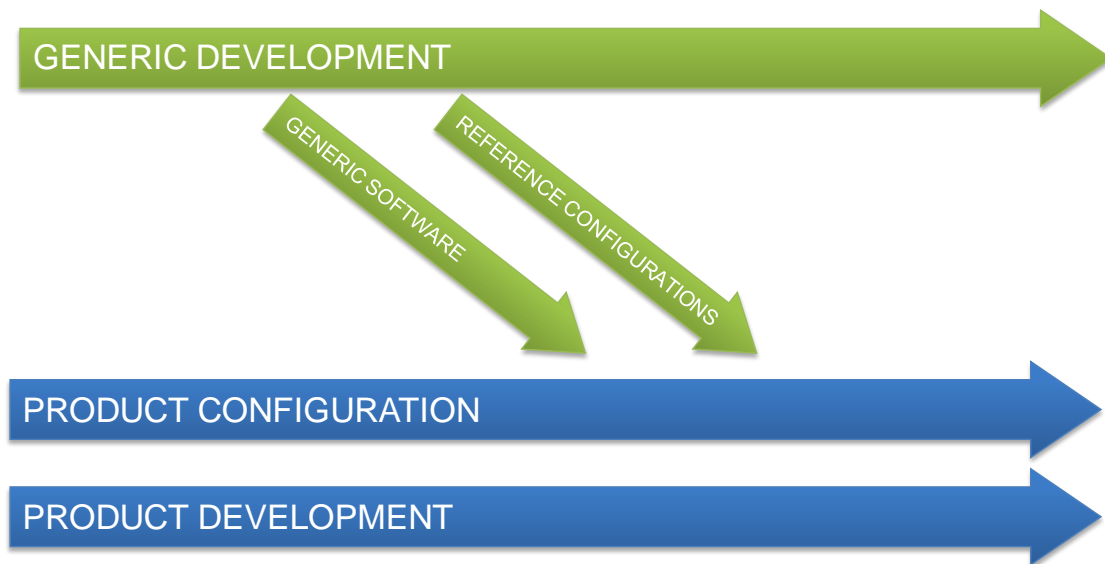 GENERIC DEVELOPMENT
GENERIC SOFTWARE
REFERENCE CONFIGURATIONS
PRODUCT CONFIGURATION
PRODUCT DEVELOPMENT